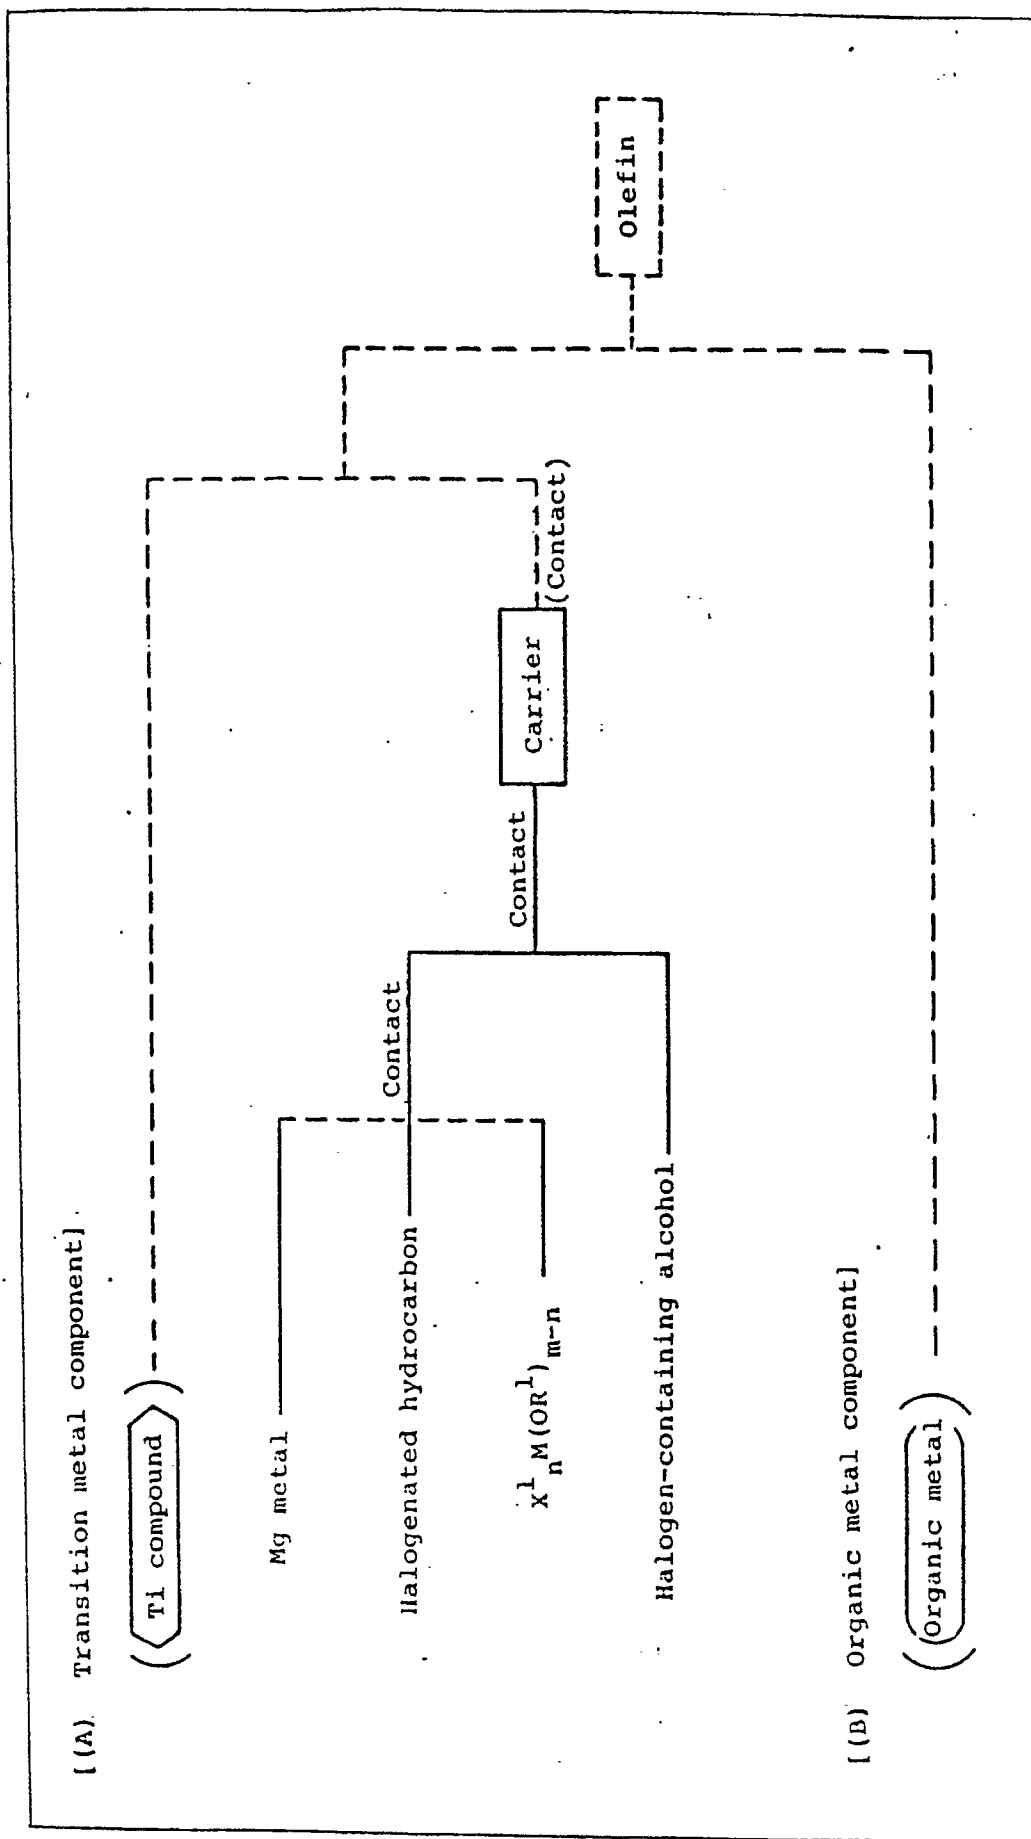 [(A) Transition metal component]
(Ti compound)
Mg metal
Halogenated hydrocarbon
X¹ₙM(OR¹)ₘ₋ₙ
Halogen-containing alcohol
Contact
Contact
Carrier
(Contact)
Olefin
[(B) Organic metal component]
(Organic metal)